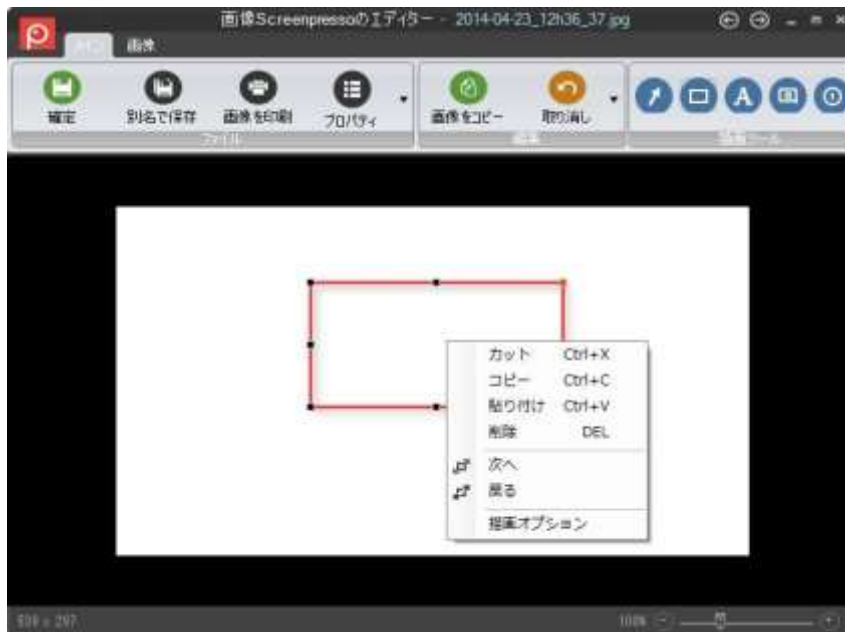 画像Screenpressoのエディター - 2014-04-23_12h36_37.jpg
画像
確定
別名で保存
画像を印刷
プロパティ
画像をコピー
取り消し
ファイル
カット Ctrl+X
コピー Ctrl+C
貼り付け Ctrl+V
削除 DEL
次へ
戻る
描画オプション
100%